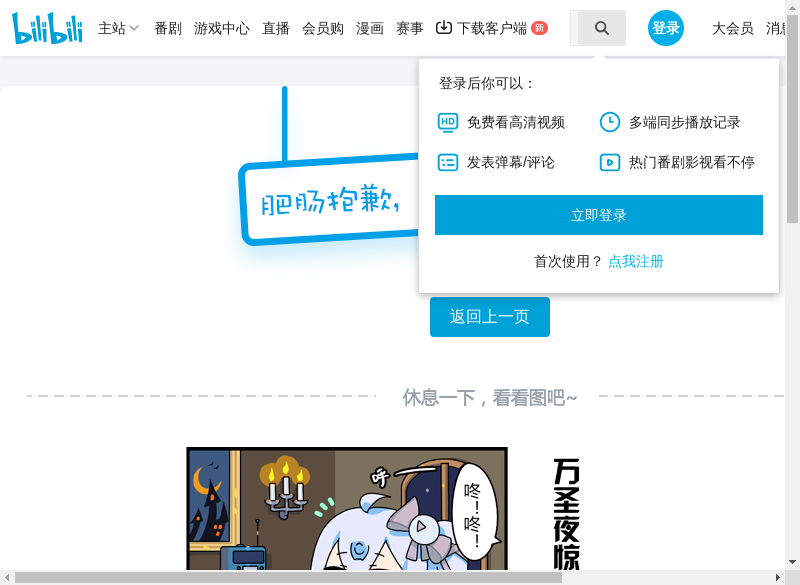 bilibili 主站 番剧 游戏中心 直播 会员购 漫画 赛事 下载客户端 新 登录 大会员 消息
登录后你可以：
HD 免费看高清视频 多端同步播放记录
发表弹幕/评论 热门番剧影视看不停
立即登录
首次使用？ 点我注册
肥肠抱歉，
返回上一页
休息一下，看看图吧~
呼
咚！咚！
万圣夜惊